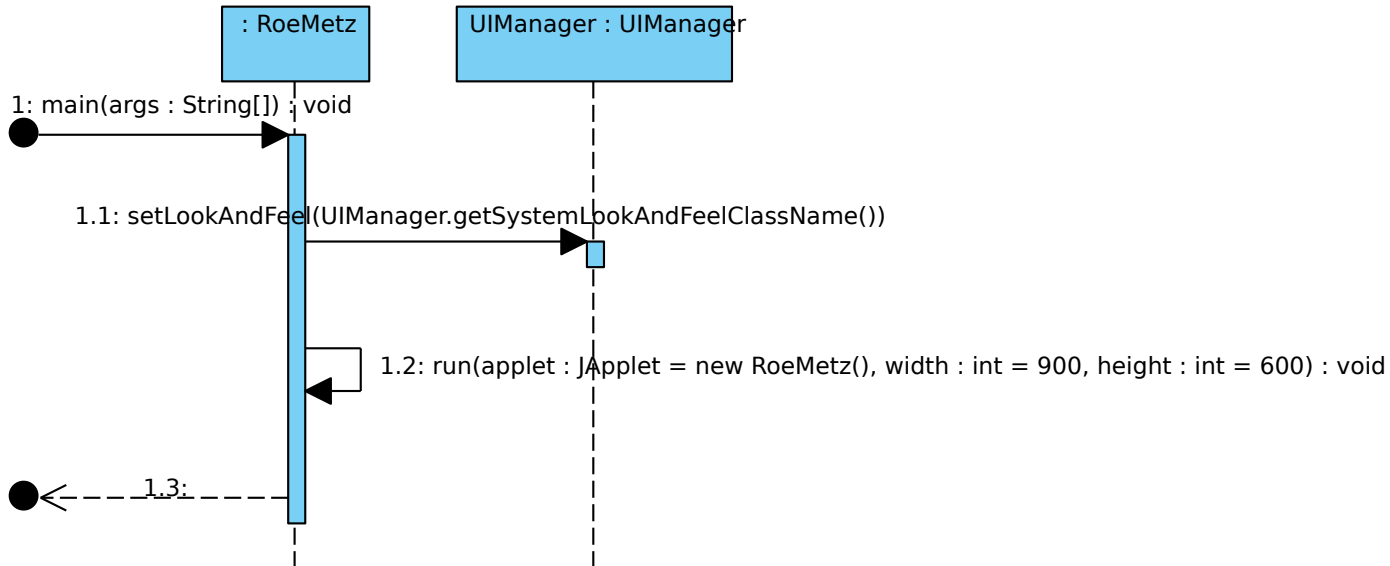 : RoeMetz
UIManager : UIManager
1: main(args : String[]) : void
1.1: setLookAndFeel(UIManager.getSystemLookAndFeelClassName())
1.2: run(applet : JApplet = new RoeMetz(), width : int = 900, height : int = 600) : void
1.3: